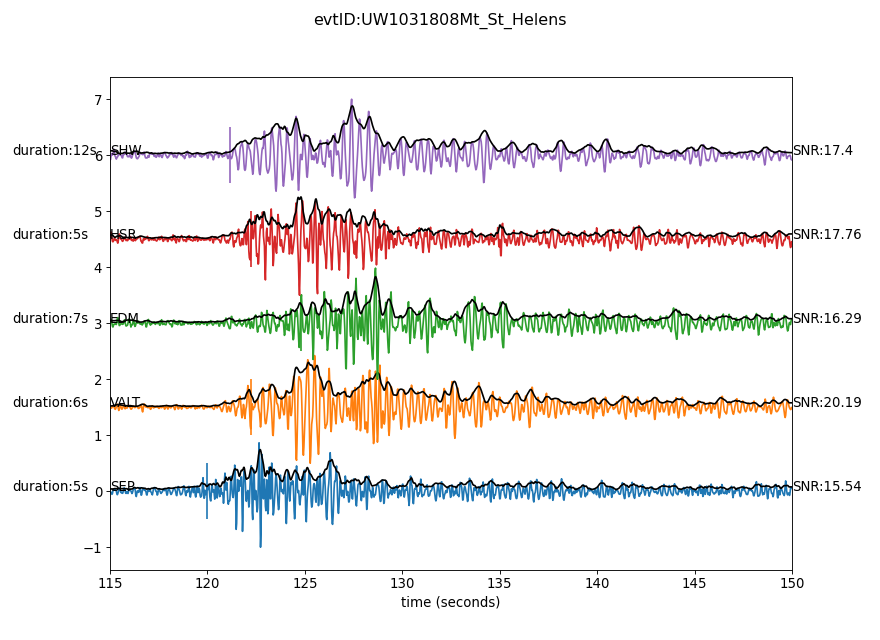 evtID:UW1031808Mt_St_Helens
7
duration:12s 6 SHW SNR:17.4
5
duration:5s HSR SNR:17.76
4
duration:7s 3 EDM SNR:16.29
2
duration:6s VALT SNR:20.19
1
duration:5s 0 SEP SNR:15.54
−1
115 120 125 130 135 140 145 150
time (seconds)